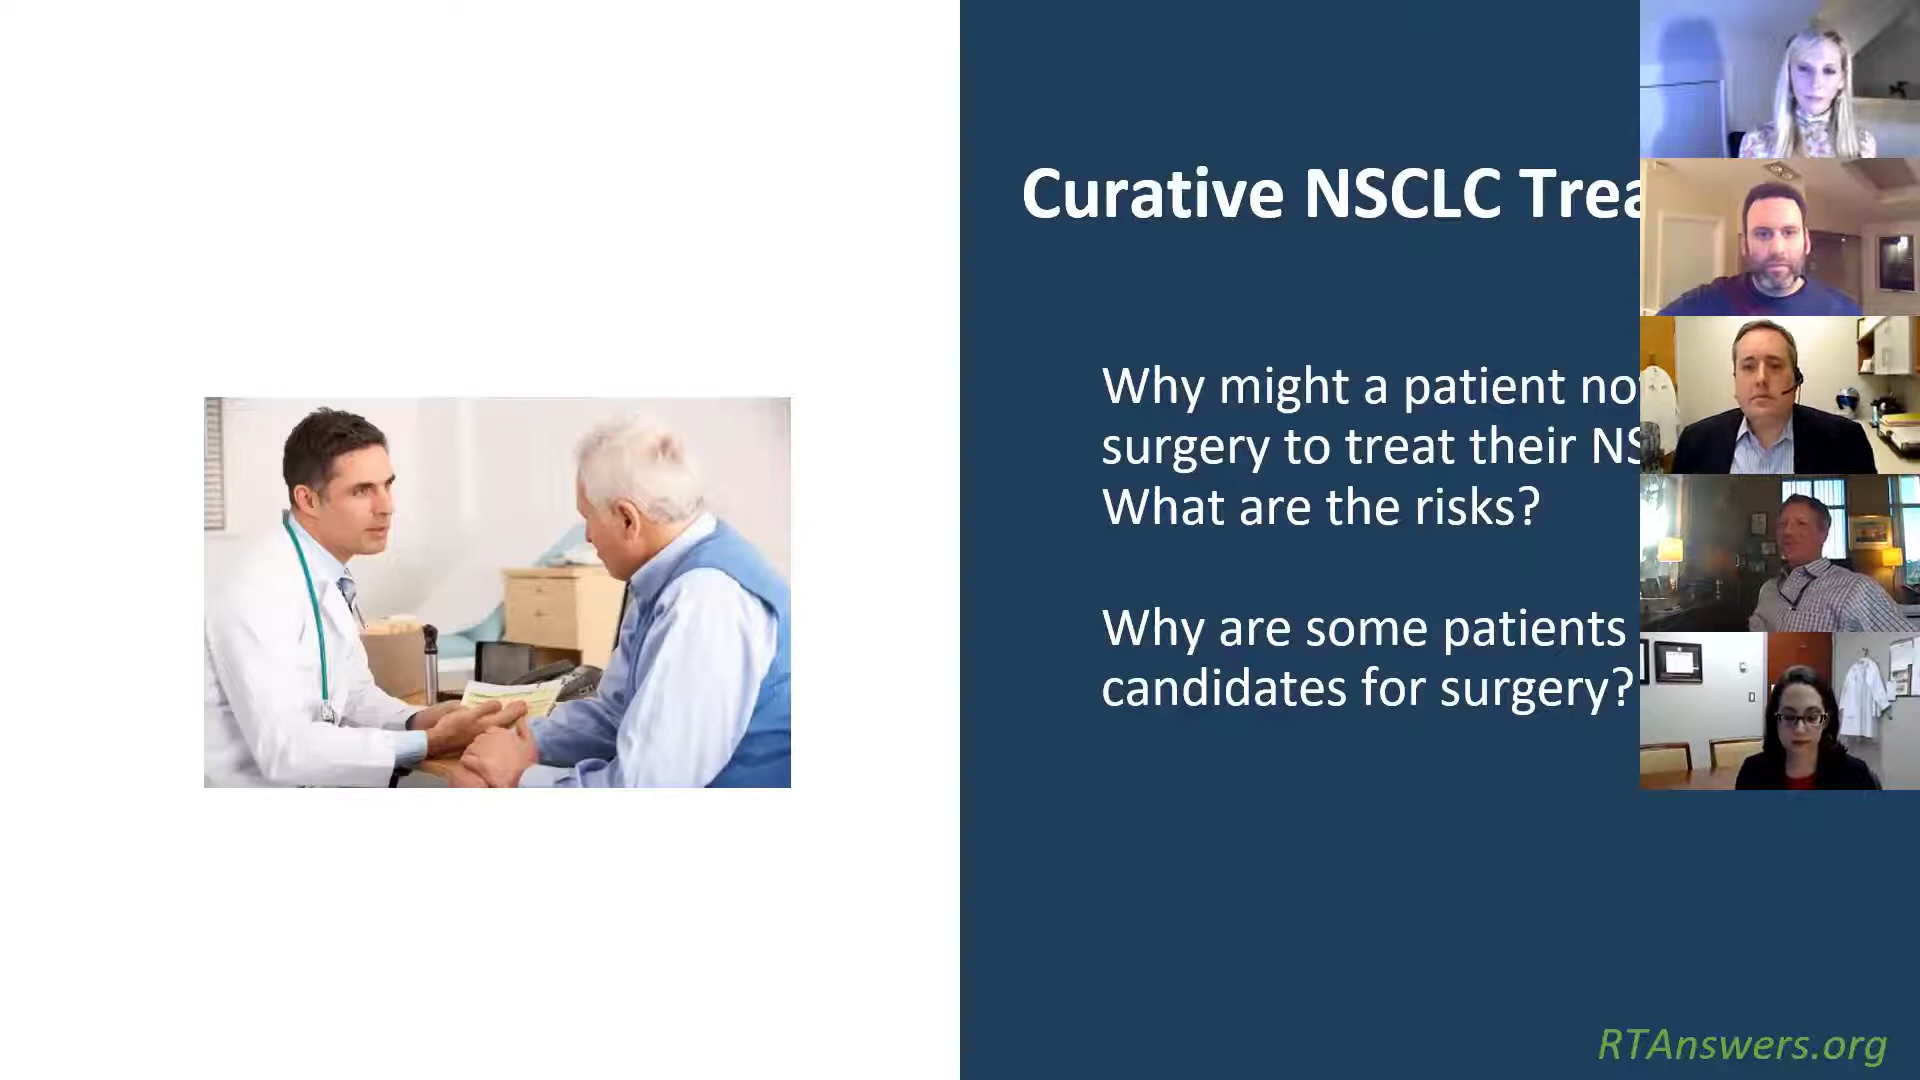 Curative NSCLC Trea
Why might a patient no
surgery to treat their NS
What are the risks?
Why are some patients
candidates for surgery?
RTAnswers.org